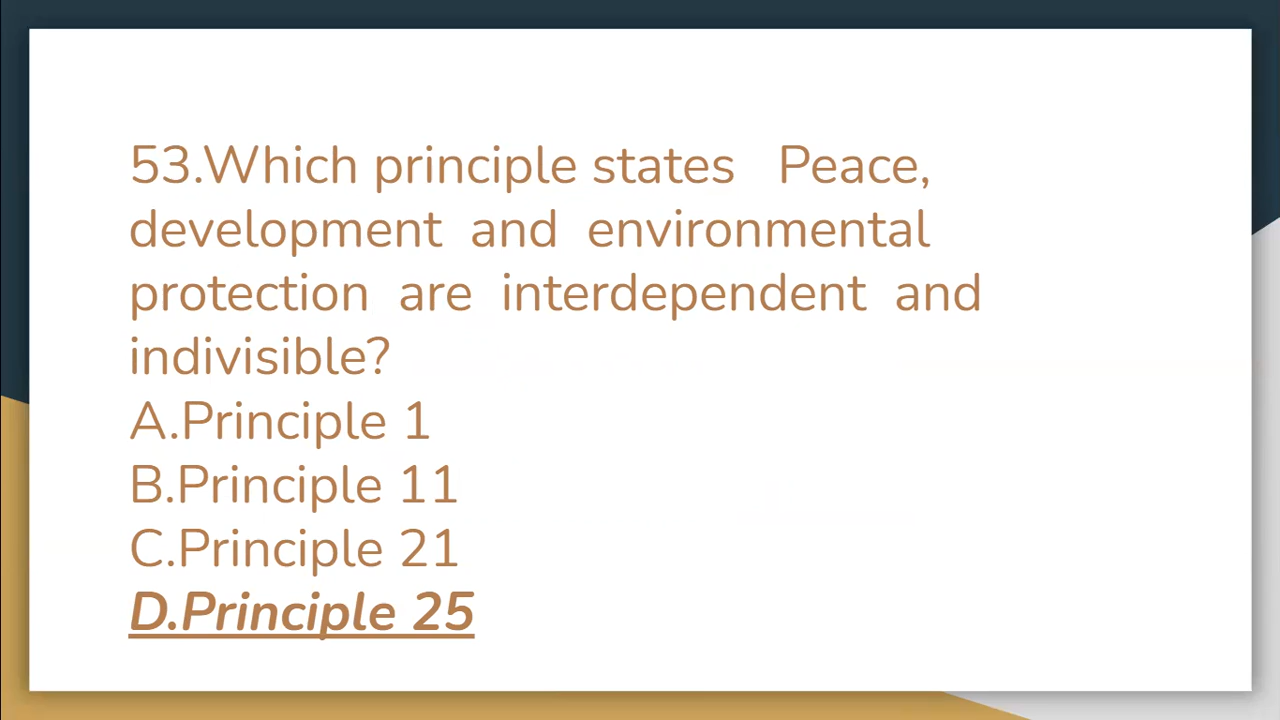 53.Which principle states Peace,
development and environmental
protection are interdependent and
indivisible?
A.Principle 1
B.Principle 11
C.Principle 21
D.Principle 25